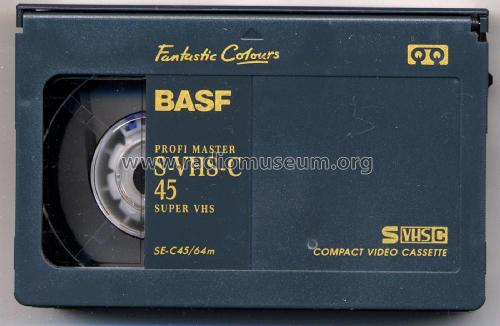 Fantastic Colours
BASF
PROFI MASTER
S-VHS-C
www.radiomuseum.org
45
SUPER VHS
S VHS C
SE-C45/64m
COMPACT VIDEO CASSETTE